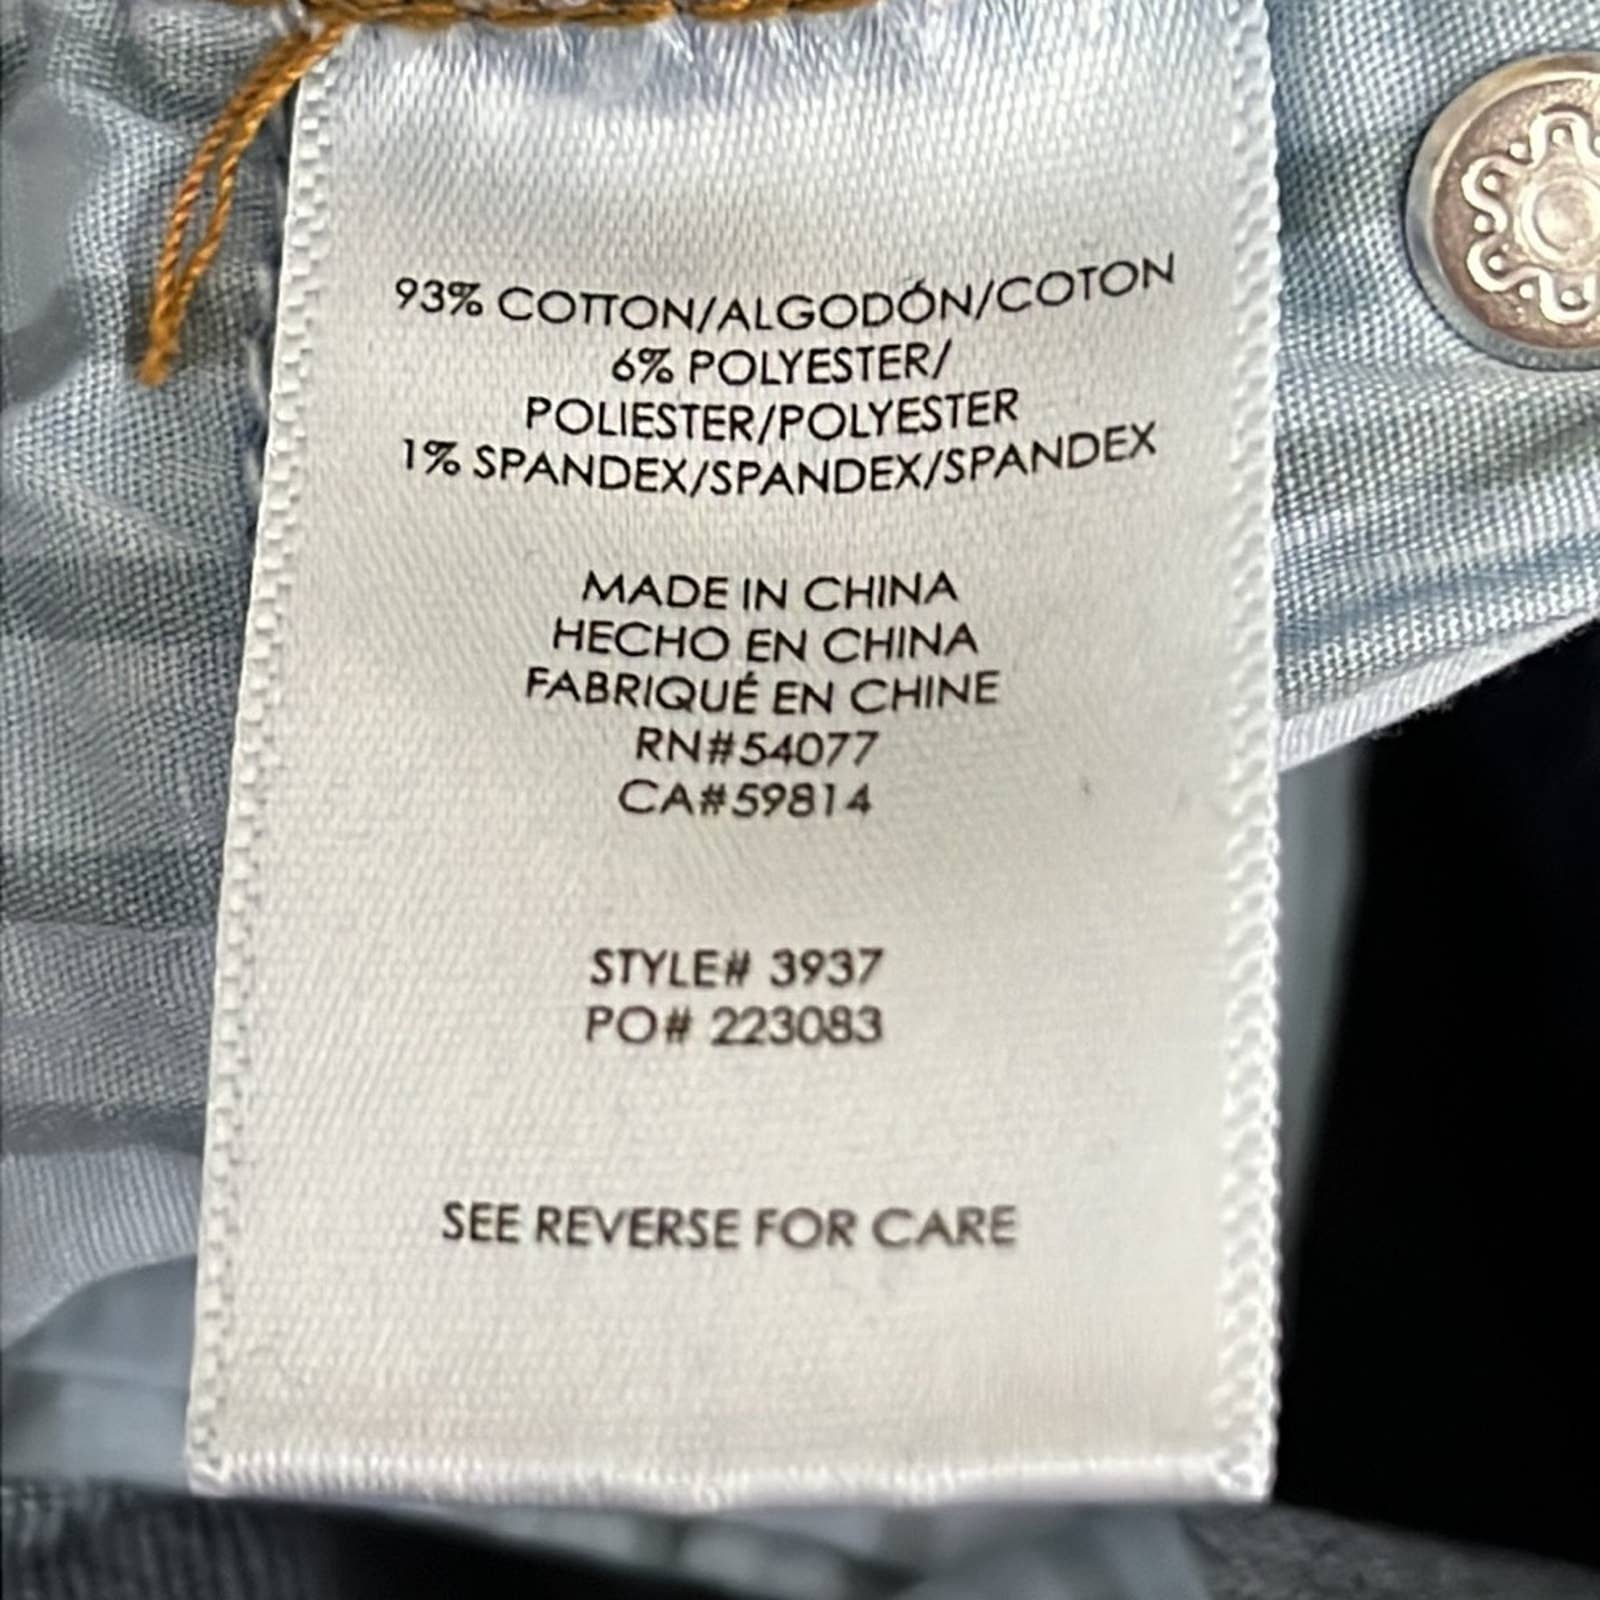 93% COTTON/ALGODÓN/COTON
6% POLYESTER/
POLIESTER/POLYESTER
1% SPANDEX/SPANDEX/SPANDEX
MADE IN CHINA
HECHO EN CHINA
FABRIQUÉ EN CHINE
RN#54077
CA#59814
STYLE# 3937
PO# 223083
SEE REVERSE FOR CARE